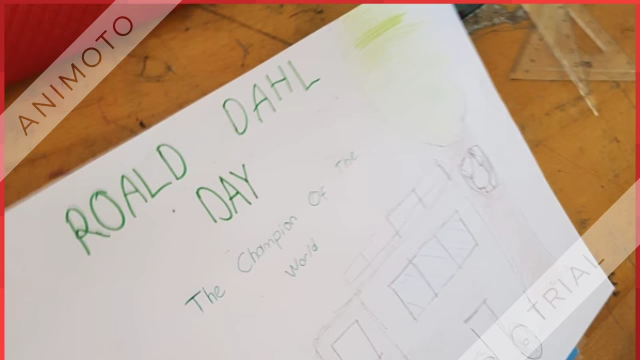 ANIMOTO
ROALD DAHL
DAY
The Champion Of The
World
TRIAL